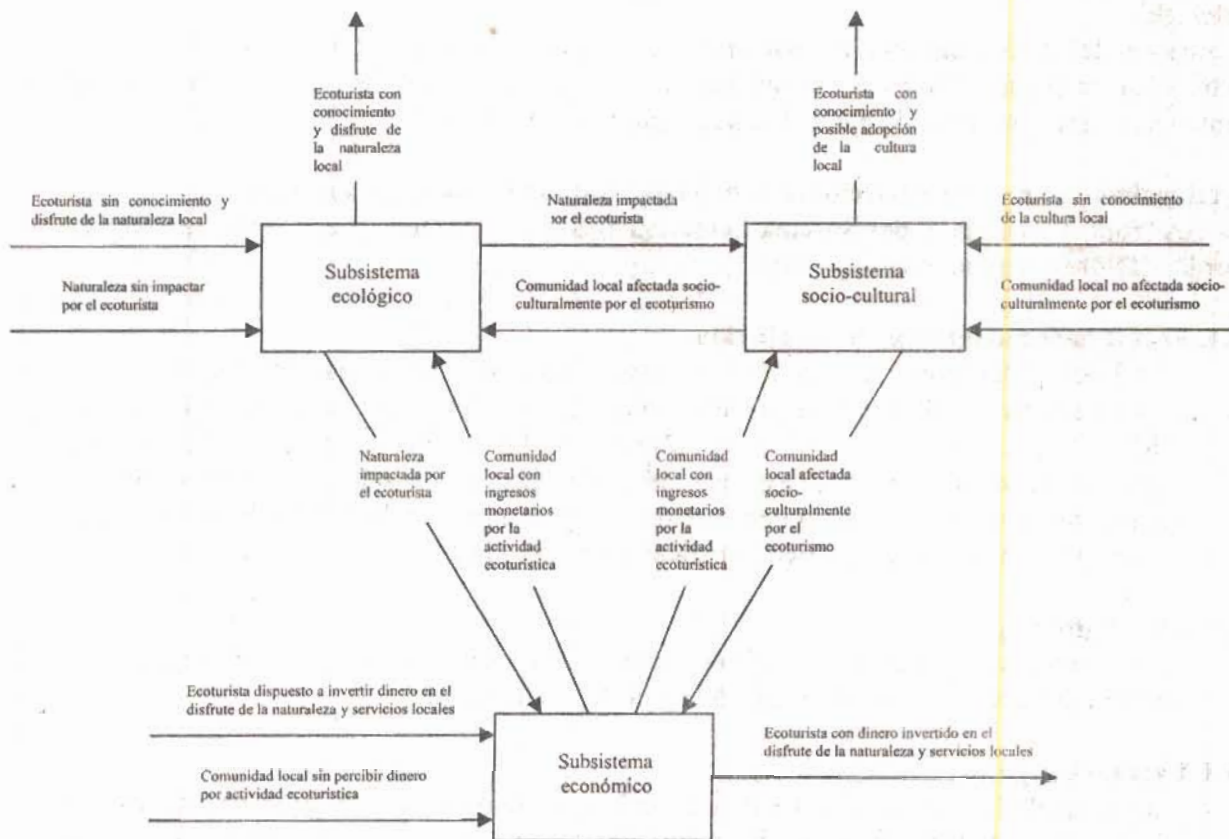 Ecoturista con
conocimiento
y disfrute de
la naturaleza
local
Ecoturista con
conocimiento y
posible adopción
de la cultura
local
Ecoturista sin conocimiento y
disfrute de la naturaleza local
Naturaleza impactada
por el ecoturista
Ecoturista sin conocimiento
de la cultura local
Subsistema
ecológico
Subsistema
socio-cultural
Naturaleza sin impactar
por el ecoturista
Comunidad local afectada socio-
culturalmente por el ecoturismo
Comunidad local no afectada socio-
culturalmente por el ecoturismo
Naturaleza
impactada por
el ecoturista
Comunidad
local con
ingresos
monetarios
por la
actividad
ecoturística
Comunidad
local con
ingresos
monetarios
por la
actividad
ecoturística
Comunidad
local afectada
socio-
culturalmente
por el
ecoturismo
Ecoturista dispuesto a invertir dinero en el
disfrute de la naturaleza y servicios locales
Subsistema
económico
Ecoturista con dinero invertido en el
disfrute de la naturaleza y servicios locales
Comunidad local sin percibir dinero
por actividad ecoturística